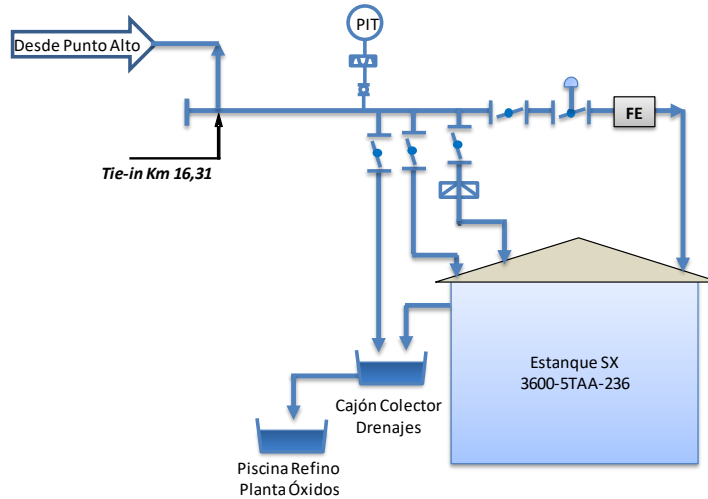 PIT
Desde Punto Alto
FE
Tie-in Km 16,31
Estanque SX
3600-5TAA-236
Cajón Colector
Drenajes
Piscina Refino
Planta Óxidos